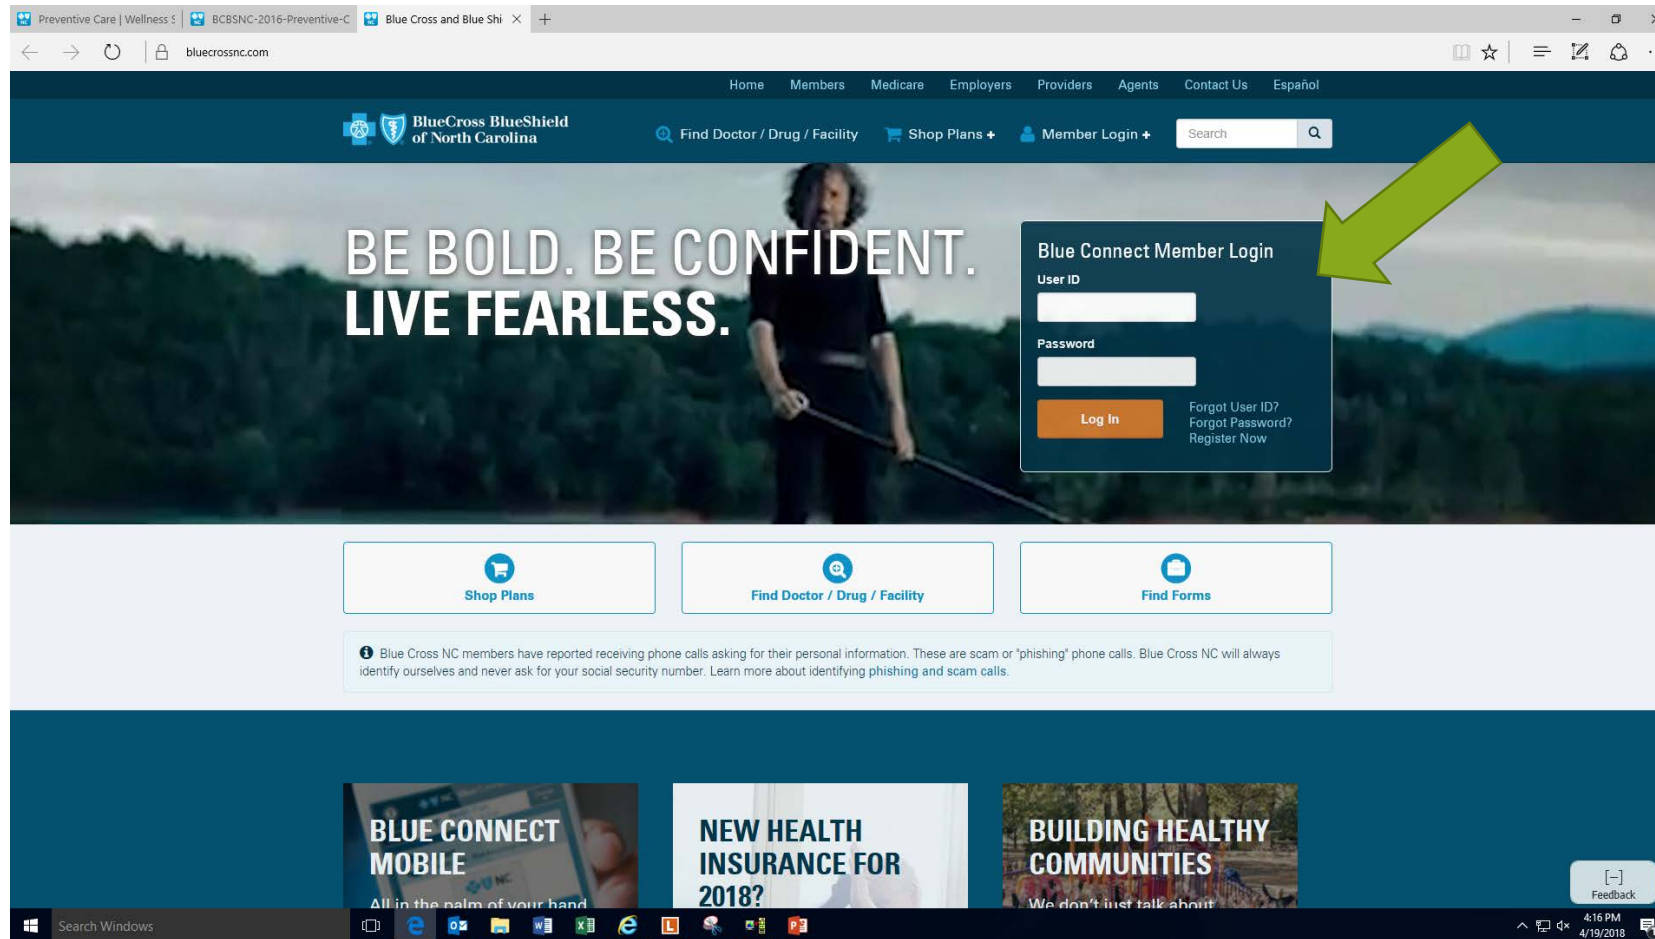 Preventive Care | Wellness S
BCBSNC-2016-Preventive-C
Blue Cross and Blue Shi
bluecrossnc.com
Home Members Medicare Employers Providers Agents Contact Us Español
BlueCross BlueShield
of North Carolina
Find Doctor / Drug / Facility Shop Plans + Member Login + Search
BE BOLD. BE CONFIDENT.
LIVE FEARLESS.
Blue Connect Member Login
User ID
Password
Log In
Forgot User ID?
Forgot Password?
Register Now
Shop Plans
Find Doctor / Drug / Facility
Find Forms
Blue Cross NC members have reported receiving phone calls asking for their personal information. These are scam or "phishing" phone calls. Blue Cross NC will always
identify ourselves and never ask for your social security number. Learn more about identifying phishing and scam calls.
BLUE CONNECT
MOBILE
All in the palm of your hand
NEW HEALTH
INSURANCE FOR
2018?
BUILDING HEALTHY
COMMUNITIES
We don't just talk about
[–]
Feedback
Search Windows
4:16 PM
4/19/2018